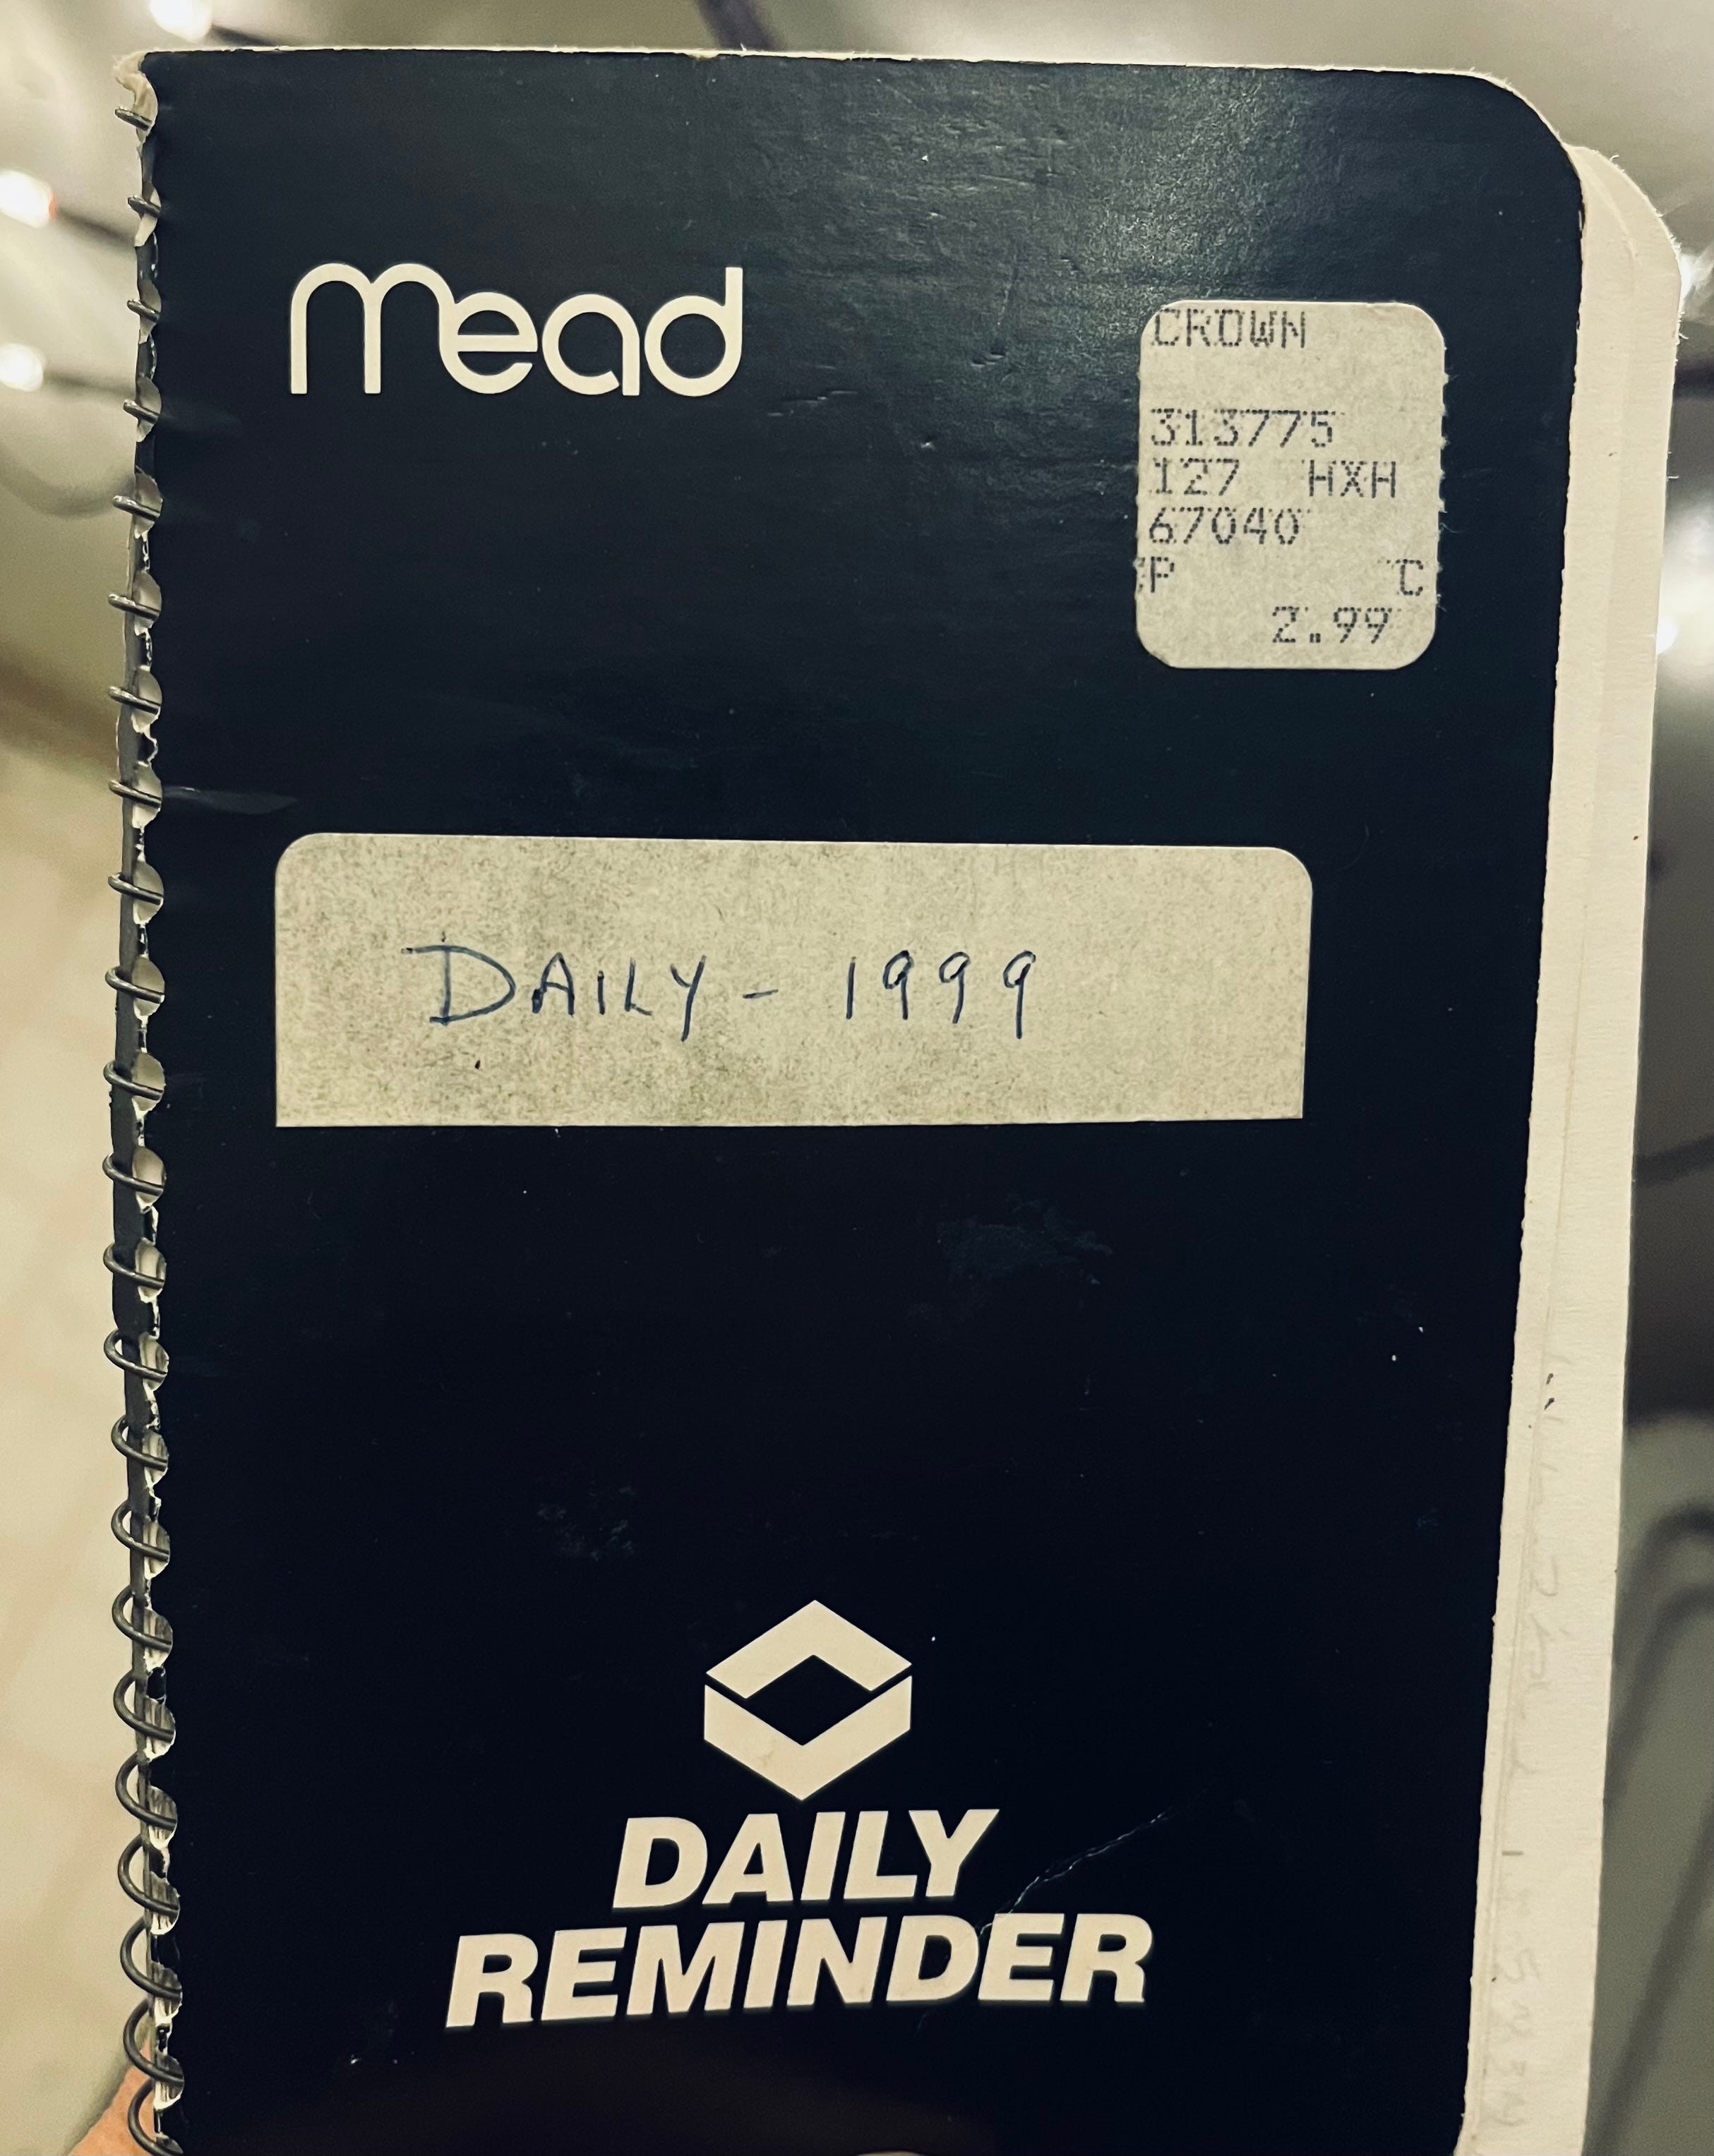 mead
CROWN
313775
127 HXH
67040
P C
2.99
DAILY - 1999
DAILY
REMINDER